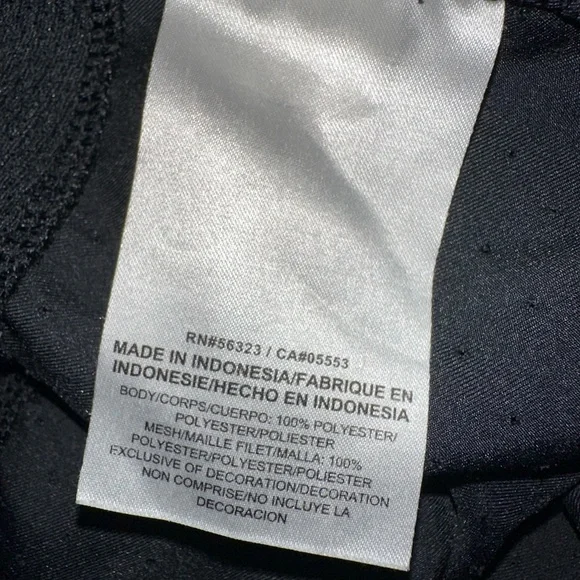 RN#56323 / CA#05553
MADE IN INDONESIA/FABRIQUE EN
INDONESIE/HECHO EN INDONESIA
BODY/CORPS/CUERPO: 100% POLYESTER/
POLYESTER/POLIESTER
MESH/MAILLE FILET/MALLA: 100%
POLYESTER/POLYESTER/POLIESTER
EXCLUSIVE OF DECORATION/DECORATION
NON COMPRISE/NO INCLUYE LA
DECORACION